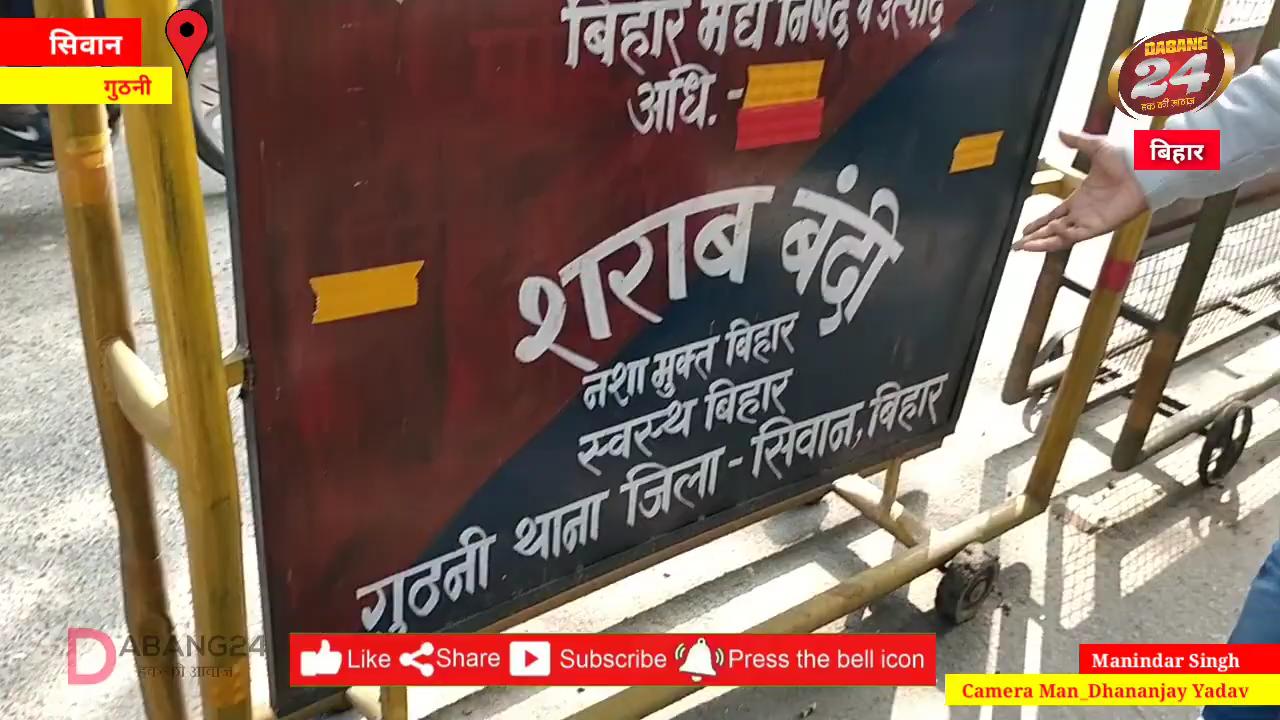 सिवान
गुठनी
DABANG
24
हक की आवाज
बिहार
बिहार मद्य निषेद व उत्पाद
अधि. -
शराब बंदी
नशा मुक्त बिहार
स्वस्थ बिहार
गुठनी थाना जिला - सिवान, बिहार
DABANG24
हक की आवाज
Like Share Subscribe Press the bell icon
Manindar Singh
Camera Man_Dhananjay Yadav